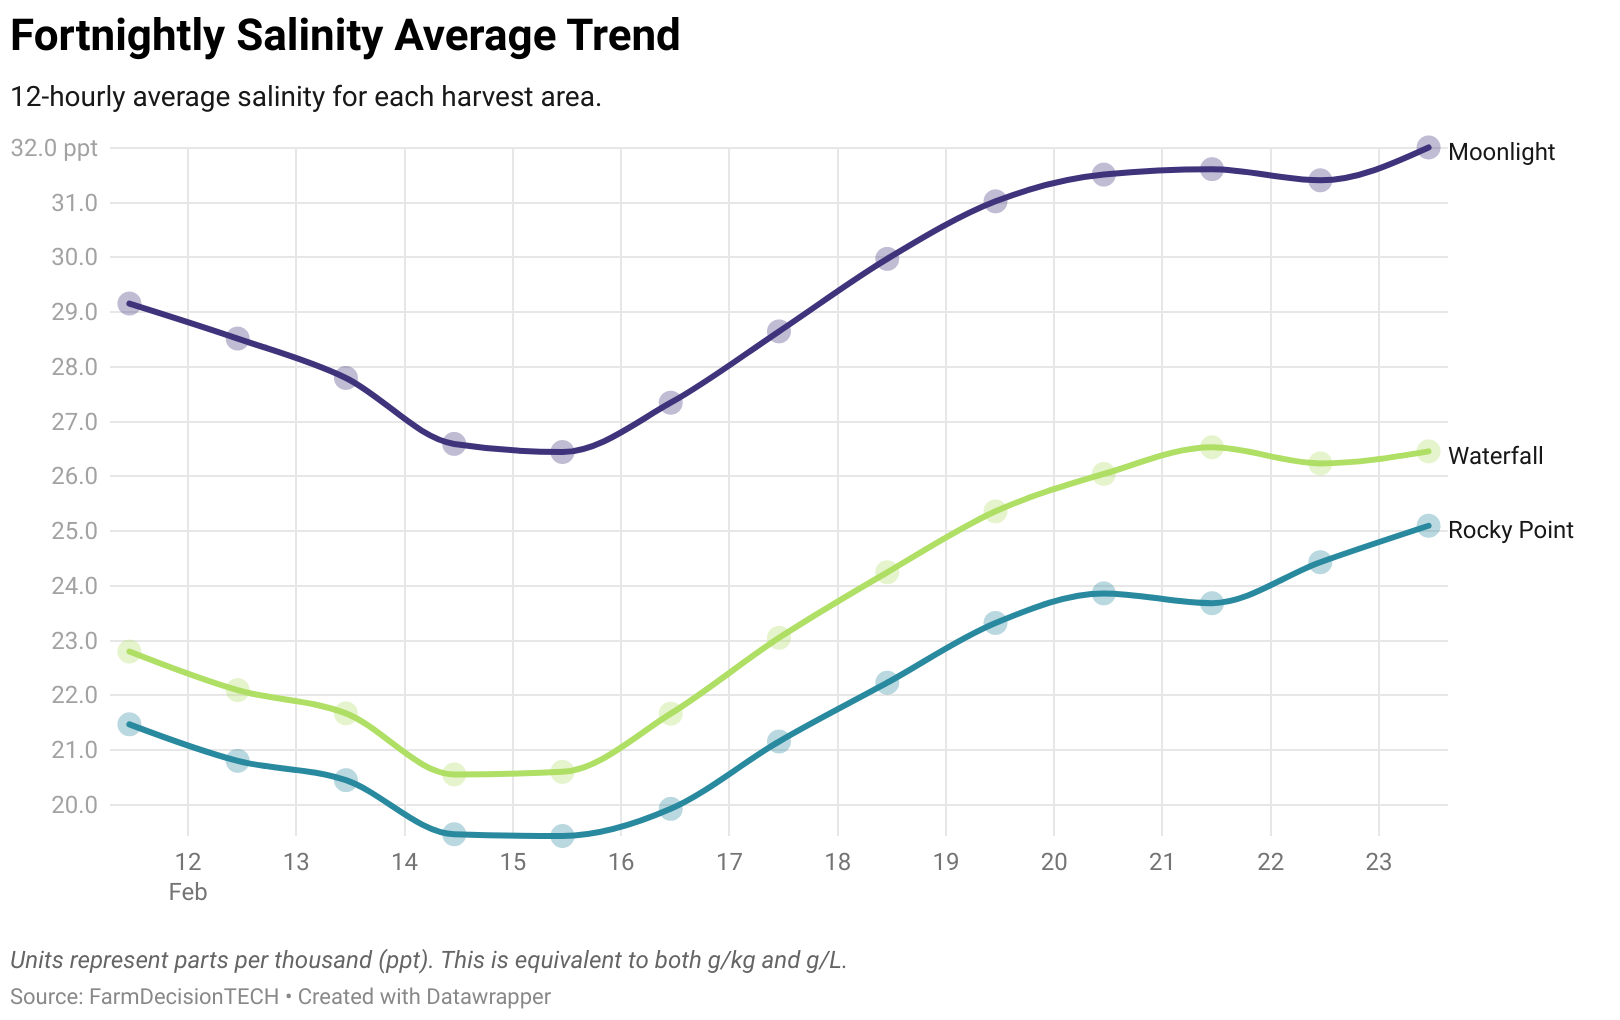 Fortnightly Salinity Average Trend
12-hourly average salinity for each harvest area.
32.0 ppt
31.0
30.0
29.0
28.0
27.0
26.0
25.0
24.0
23.0
22.0
21.0
20.0
Moonlight
Waterfall
Rocky Point
12 13 14 15 16 17 18 19 20 21 22 23
Feb
Units represent parts per thousand (ppt). This is equivalent to both g/kg and g/L.
Source: FarmDecisionTECH • Created with Datawrapper